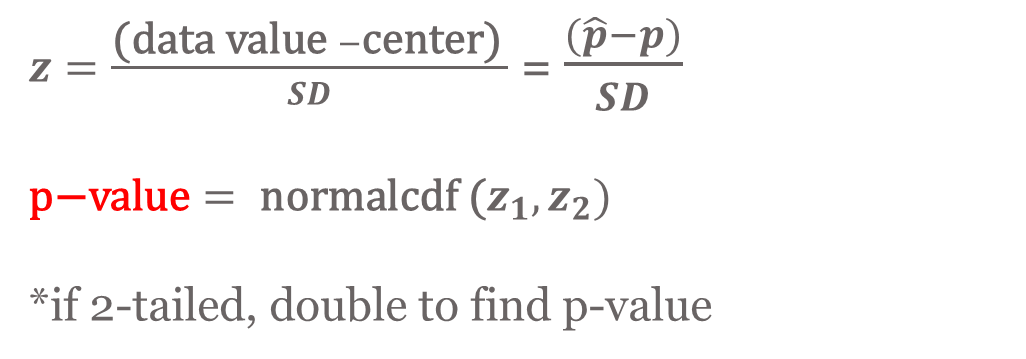 z = (data value –center)/SD = (p̂−p)/SD
p−value = normalcdf (z₁, z₂)
*if 2-tailed, double to find p-value